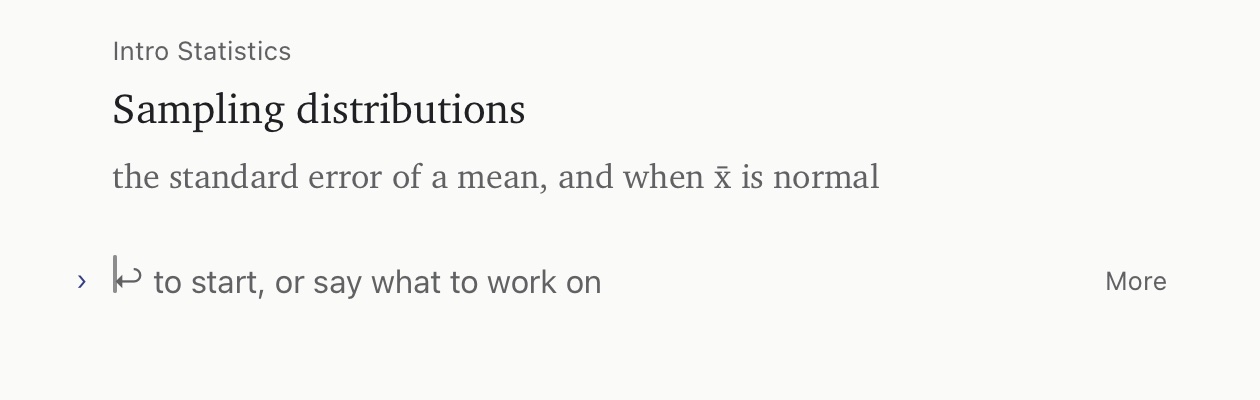 Intro Statistics
Sampling distributions
the standard error of a mean, and when x̄ is normal
› ↩ to start, or say what to work on
More